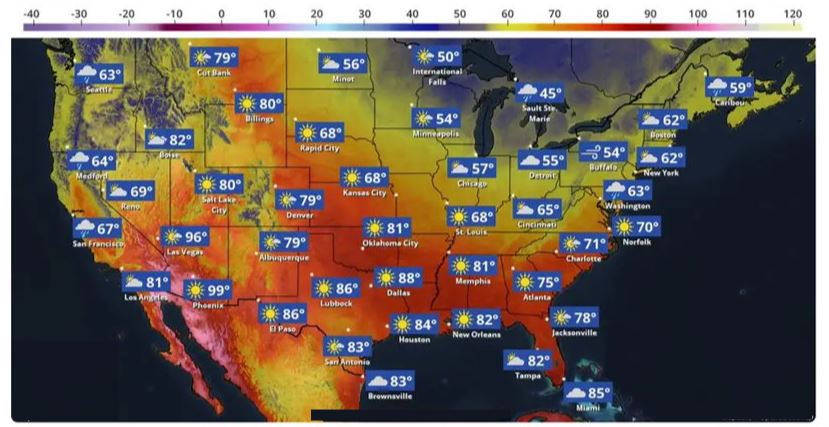 -40 -30 -20 -10 0 10 20 30 40 50 60 70 80 90 100 110 120
79°
Cut Bank
56°
Minot
50°
International
Falls
63°
Seattle
59°
Caribou
45°
Sault Ste.
Marie
80°
Billings
54°
Minneapolis
62°
Boston
68°
Rapid City
82°
Boise
64°
Medford
57°
Chicago
55°
Detroit
54°
Buffalo
62°
New York
69°
Reno
80°
Salt Lake
City
68°
Kansas City
79°
Denver
63°
Washington
67°
San Francisco
68°
St. Louis
65°
Cincinnati
70°
Norfolk
96°
Las Vegas
79°
Albuquerque
81°
Oklahoma City
71°
Charlotte
81°
Los Angeles
99°
Phoenix
86°
Lubbock
88°
Dallas
81°
Memphis
75°
Atlanta
86°
El Paso
84°
Houston
82°
New Orleans
78°
Jacksonville
83°
San Antonio
82°
Tampa
83°
Brownsville
85°
Miami